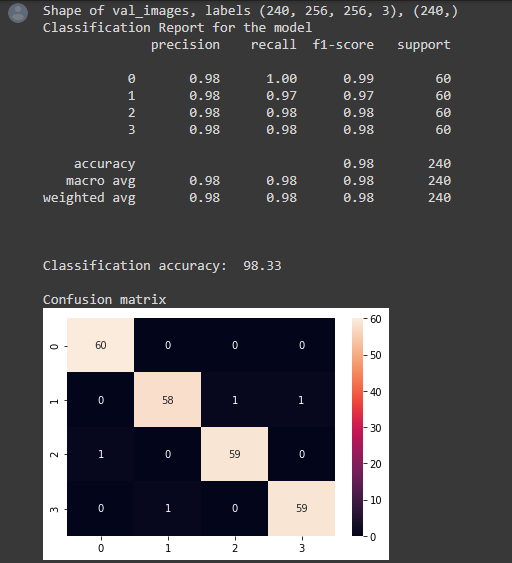 Shape of val_images, labels (240, 256, 256, 3), (240,)
Classification Report for the model
precision recall f1-score support
0 0.98 1.00 0.99 60
1 0.98 0.97 0.97 60
2 0.98 0.98 0.98 60
3 0.98 0.98 0.98 60
accuracy 0.98 240
macro avg 0.98 0.98 0.98 240
weighted avg 0.98 0.98 0.98 240
Classification accuracy: 98.33
Confusion matrix
0 60 0 0 0
1 0 58 1 1
2 1 0 59 0
3 0 1 0 59
0 1 2 3
60
50
40
30
20
10
0